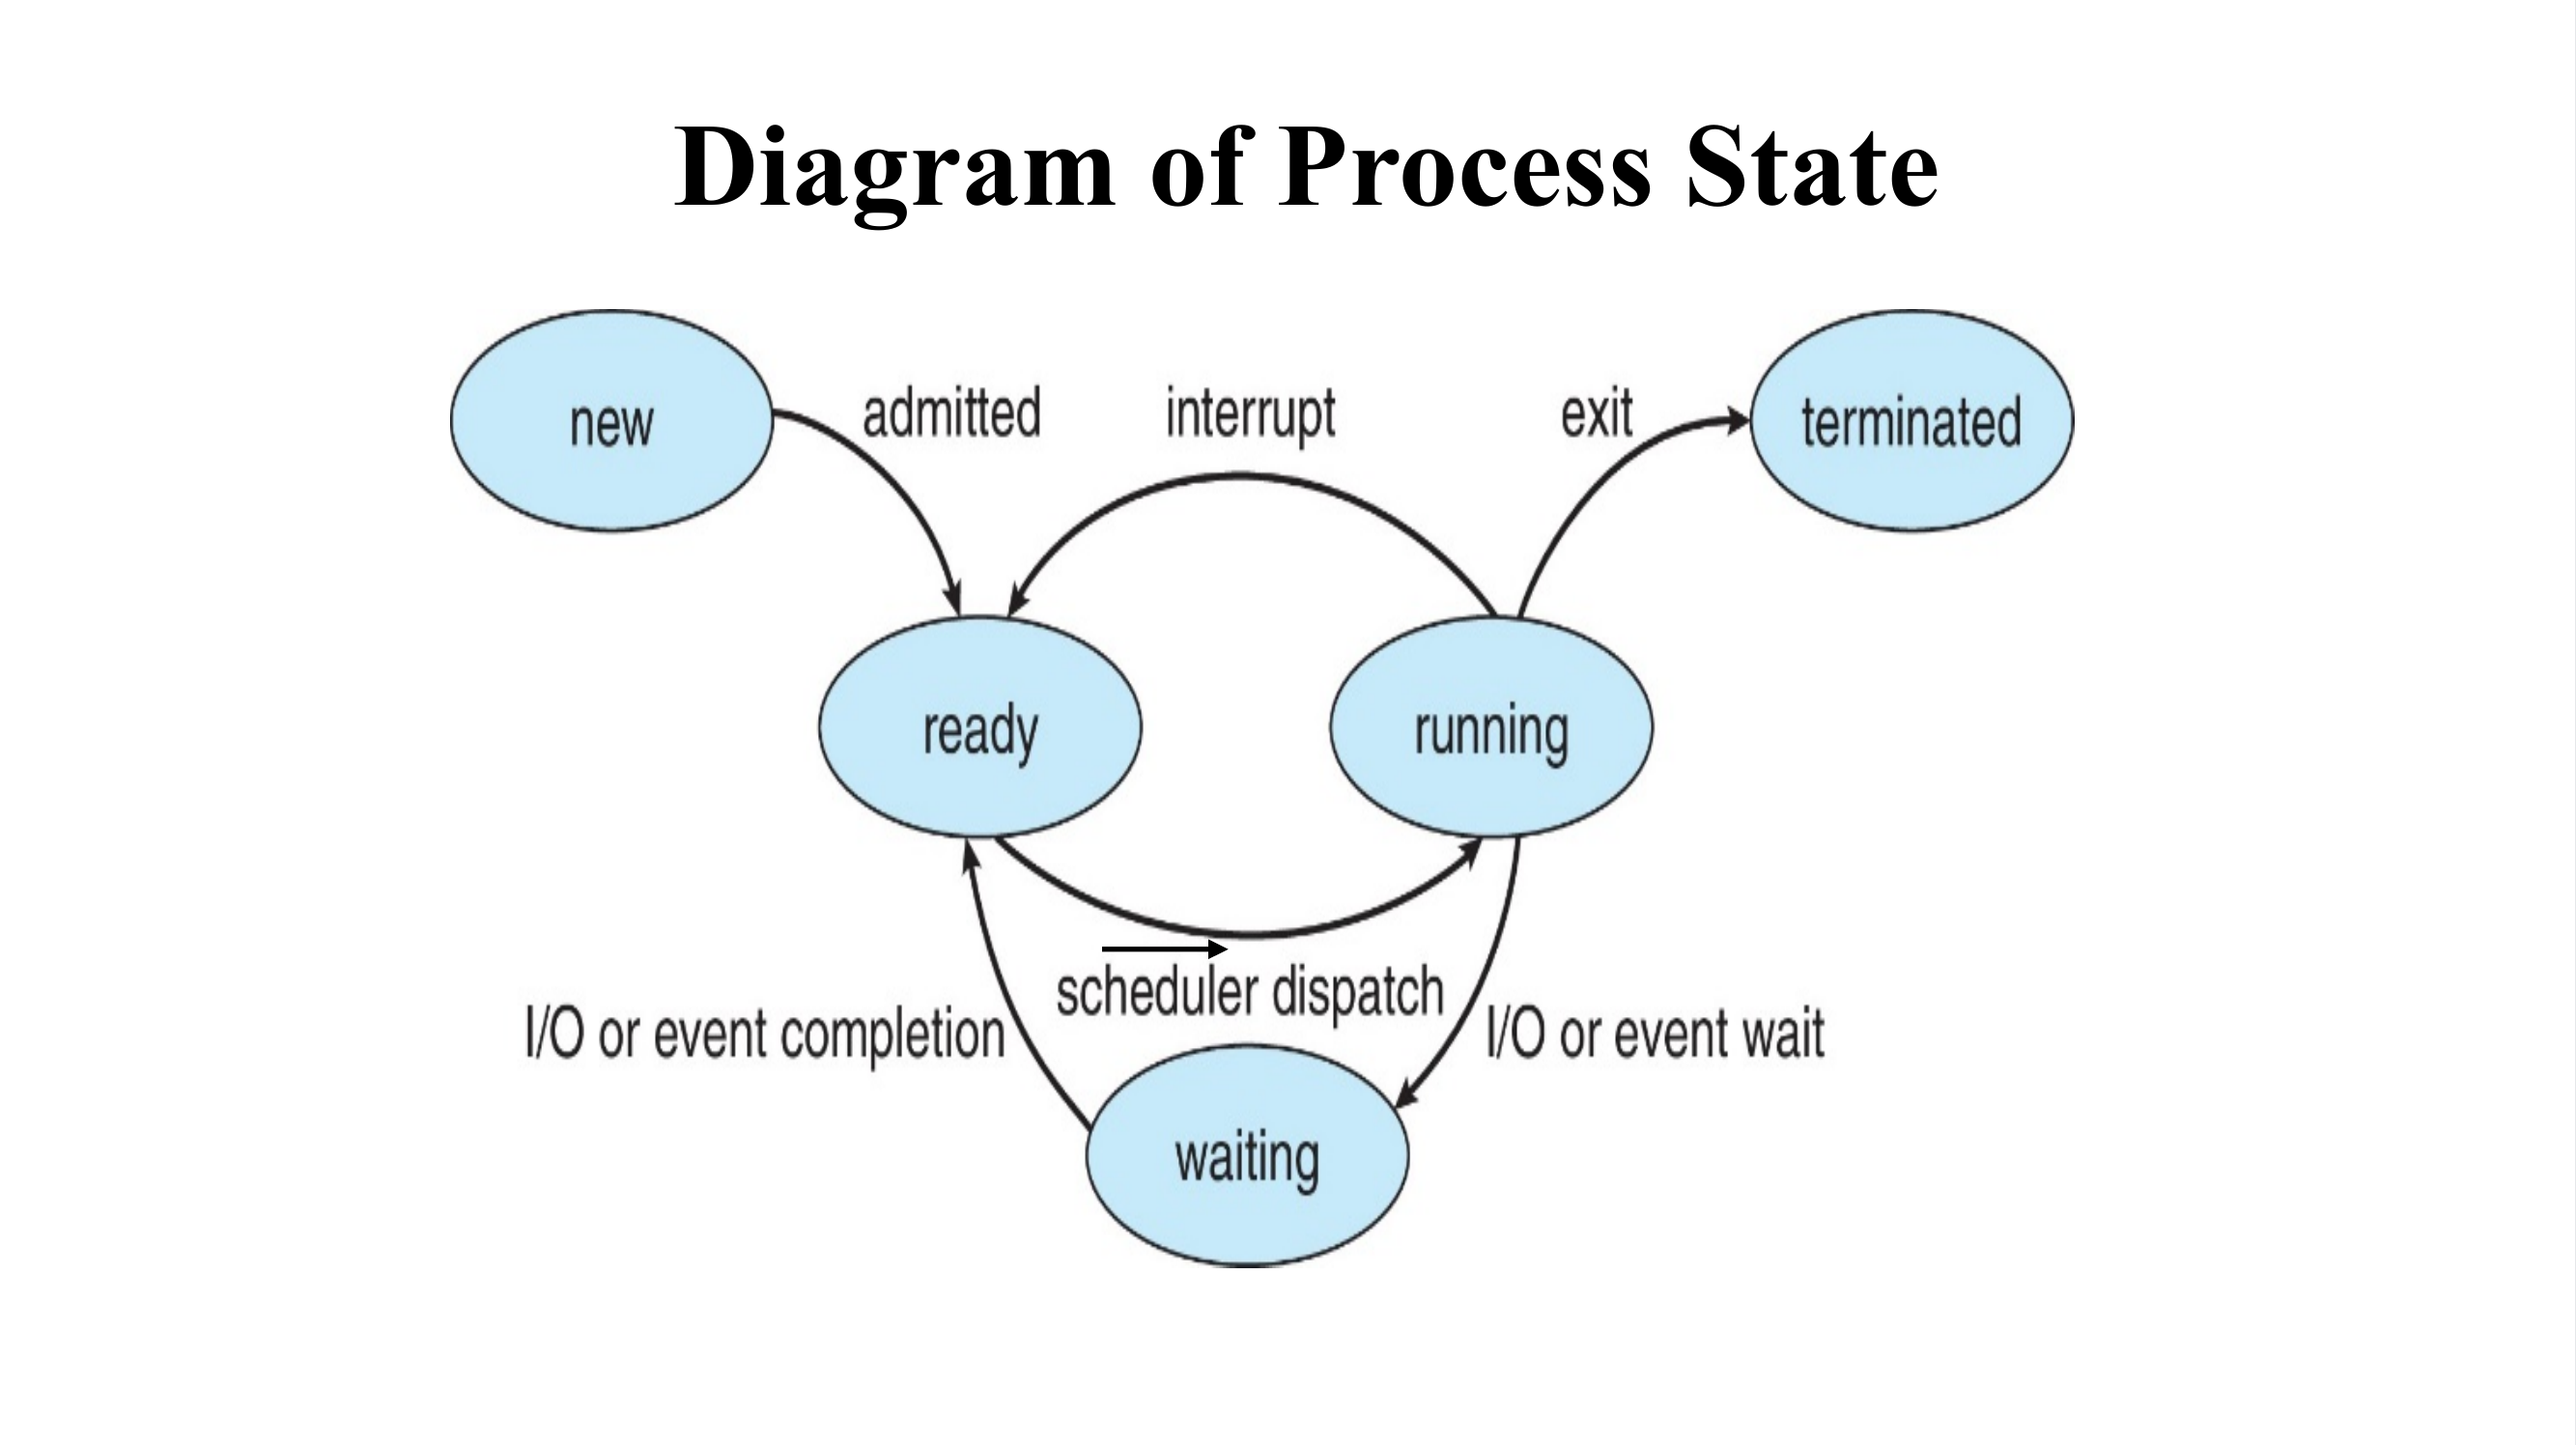 Diagram of Process State
new
admitted
interrupt
exit
terminated
ready
running
scheduler dispatch
I/O or event completion
I/O or event wait
waiting